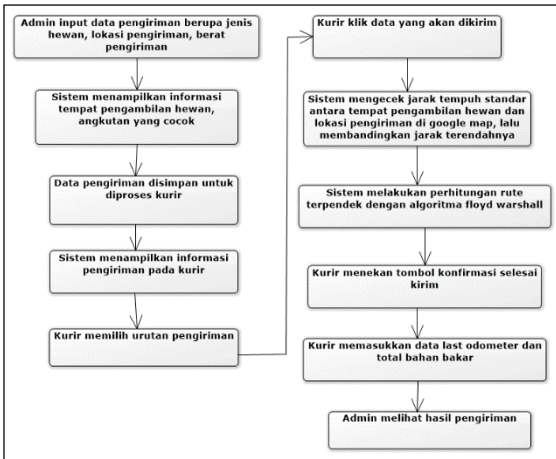 Admin input data pengiriman berupa jenis
hewan, lokasi pengiriman, berat
pengiriman
Sistem menampilkan informasi
tempat pengambilan hewan,
angkutan yang cocok
Data pengiriman disimpan untuk
diproses kurir
Sistem menampilkan informasi
pengiriman pada kurir
Kurir memilih urutan pengiriman
Kurir klik data yang akan dikirim
Sistem mengecek jarak tempuh standar
antara tempat pengambilan hewan dan
lokasi pengiriman di google map, lalu
membandingkan jarak terendahnya
Sistem melakukan perhitungan rute
terpendek dengan algoritma floyd warshall
Kurir menekan tombol konfirmasi selesai
kirim
Kurir memasukkan data last odometer dan
total bahan bakar
Admin melihat hasil pengiriman